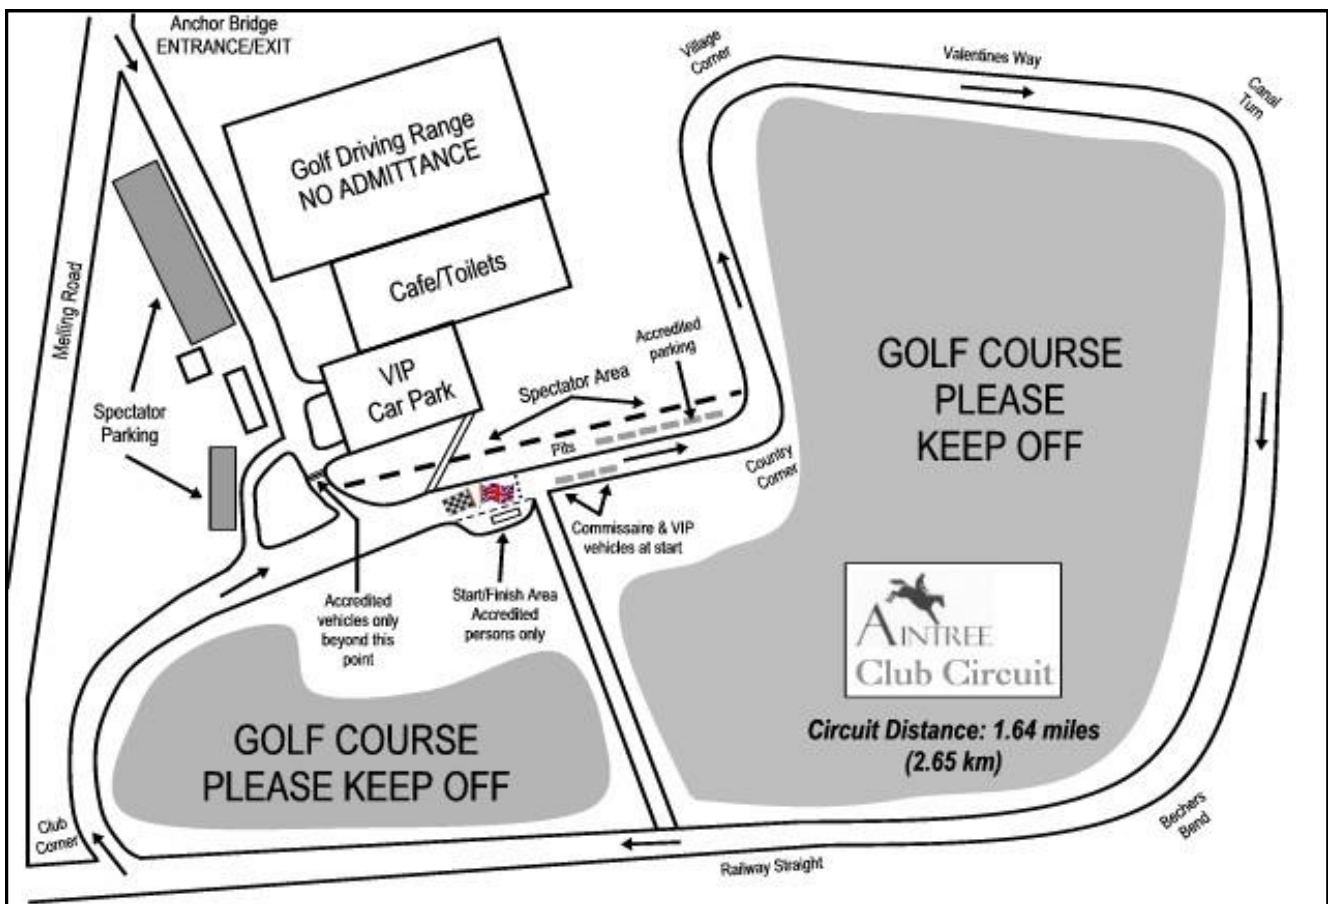 Anchor Bridge
ENTRANCE/EXIT
Village
Corner
Valentines Way
Canal
Turn
Golf Driving Range
NO ADMITTANCE
Cafe/Toilets
Melling Road
VIP
Car Park
Accredited
parking
Spectator Area
Spectator
Parking
GOLF COURSE
PLEASE
KEEP OFF
Pits
Country
Corner
Commissaire & VIP
vehicles at start
Accredited
vehicles only
beyond this
point
Start/Finish Area
Accredited
persons only
AINTREE
Club Circuit
Circuit Distance: 1.64 miles
(2.65 km)
GOLF COURSE
PLEASE KEEP OFF
Club
Corner
Bechers
Bend
Railway Straight